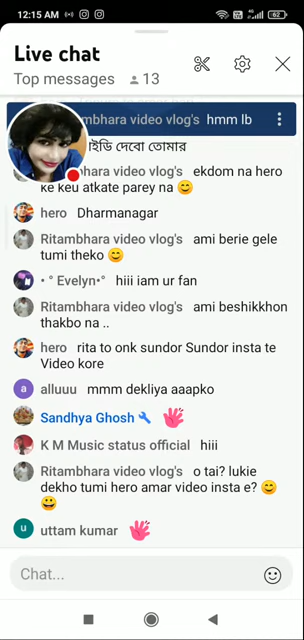 12:15 AM
62
Live chat
Top messages 13
mbhara video vlog's hmm lb
ইডি দেবো তোমার
hara video vlog's ekdom na hero
ke keu atkate parey na 😊
hero Dharmanagar
Ritambhara video vlog's ami berie gele
tumi theko 😊
• ° Evelyn•° hiii iam ur fan
Ritambhara video vlog's ami beshikkhon
thakbo na ..
hero rita to onk sundor Sundor insta te
Video kore
a alluuu mmm dekliya aaapko
Sandhya Ghosh
K M Music status official hiii
Ritambhara video vlog's o tai? lukie
dekho tumi hero amar video insta e? 😊
😀
u uttam kumar
Chat...